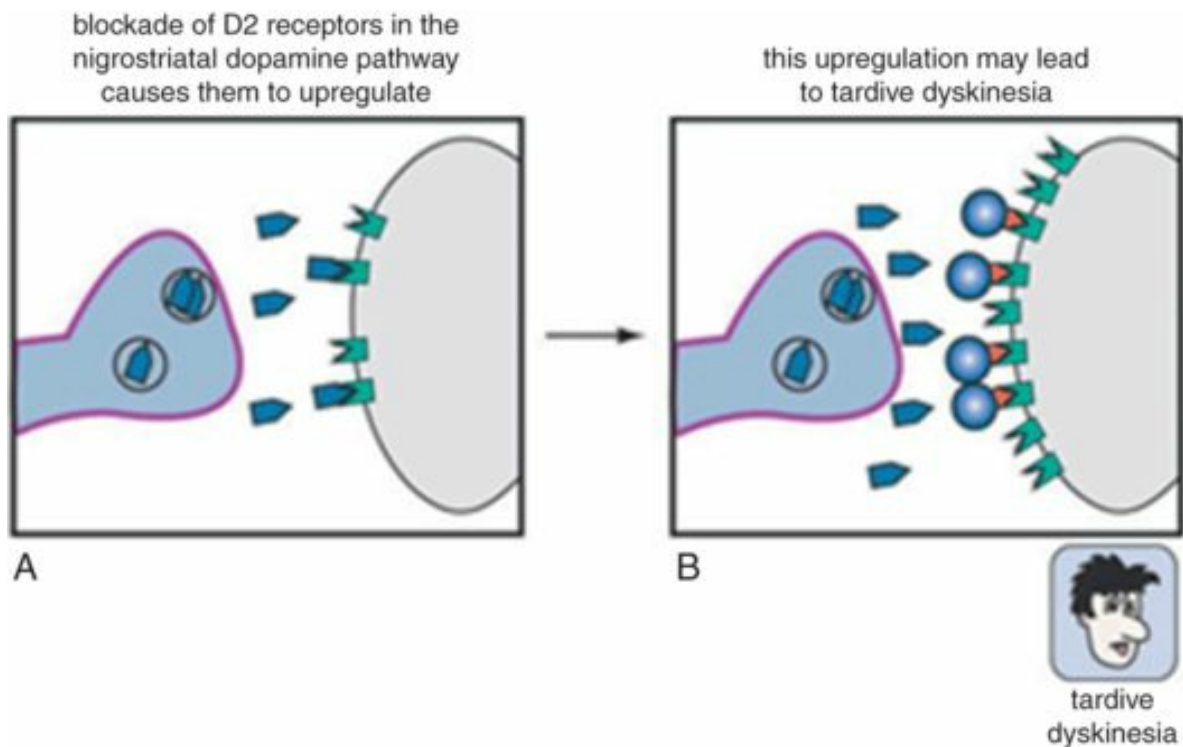 blockade of D2 receptors in the
nigrostriatal dopamine pathway
causes them to upregulate
this upregulation may lead
to tardive dyskinesia
A
B
tardive
dyskinesia